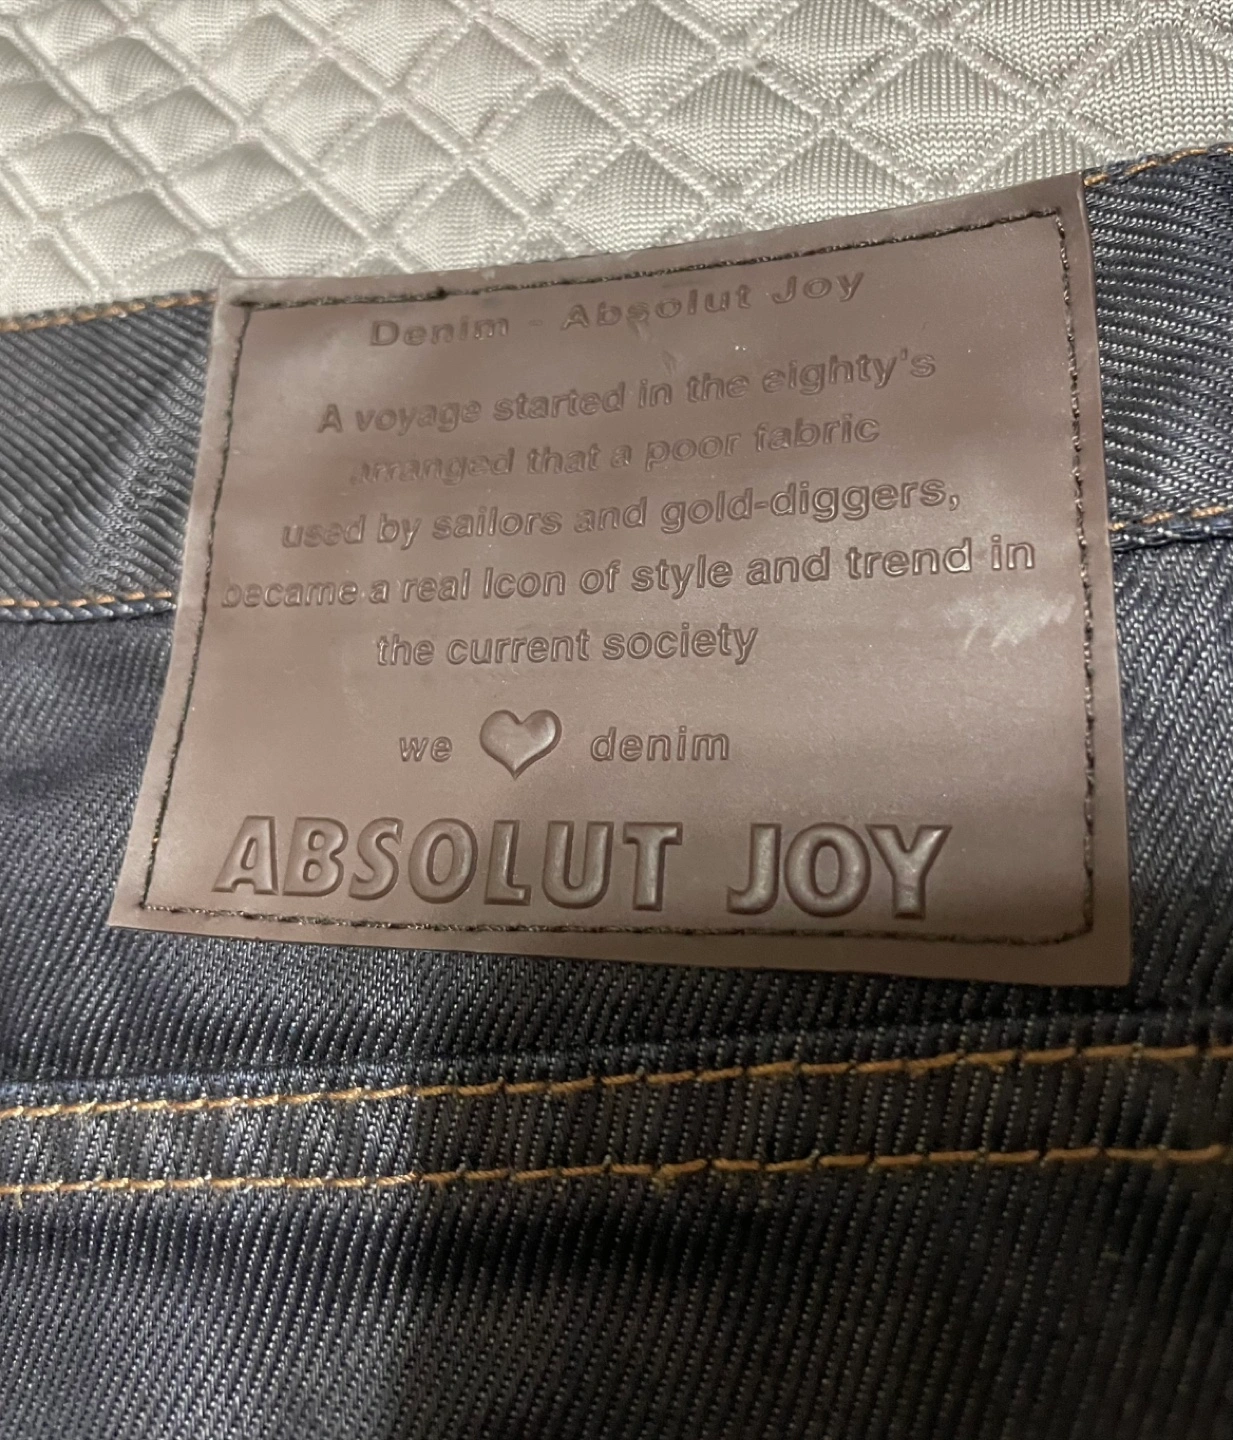 Denim - Absolut Joy
A voyage started in the eighty's
arranged that a poor fabric
used by sailors and gold-diggers,
became a real Icon of style and trend in
the current society
we ♥ denim
ABSOLUT JOY